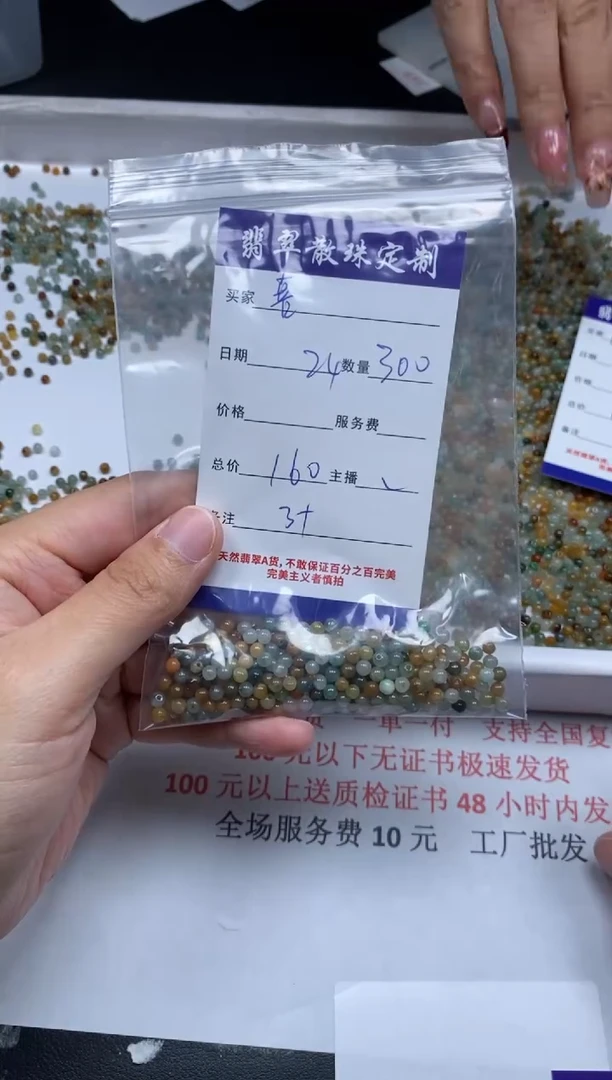 翡翠散珠定制
买家 喜
日期 24 数量 300
价格 服务费
总价 160 主播
备注 3+
天然翡翠A货,不敢保证百分之百完美
完美主义者慎拍
一单一付 支持全国复
100元以下无证书极速发货
100元以上送质检证书48小时内发
全场服务费10元 工厂批发